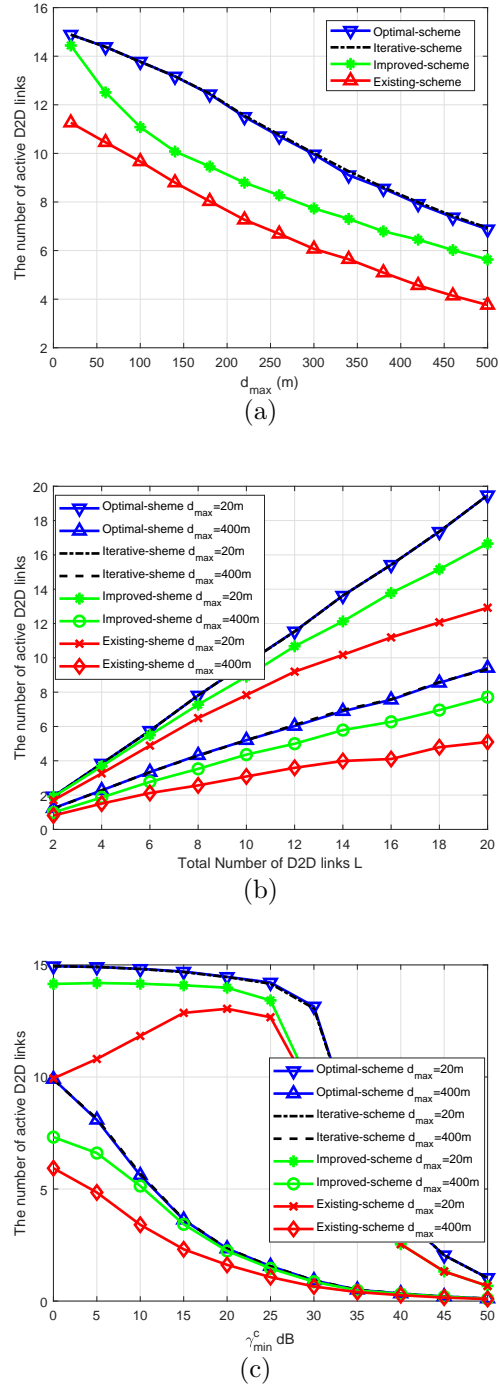 16
14
12
10
8
6
4
2
The number of active D2D links
Optimal-scheme
Iterative-scheme
Improved-scheme
Existing-scheme
0 50 100 150 200 250 300 350 400 450 500
d_max (m)
(a)
20
18
16
14
12
10
8
6
4
2
0
The number of active D2D links
Optimal-sheme d_max=20m
Optimal-sheme d_max=400m
Iterative-sheme d_max=20m
Iterative-sheme d_max=400m
Improved-sheme d_max=20m
Improved-sheme d_max=400m
Existing-sheme d_max=20m
Existing-sheme d_max=400m
2 4 6 8 10 12 14 16 18 20
Total Number of D2D links L
(b)
15
10
5
0
The number of active D2D links
Optimal-scheme d_max=20m
Optimal-scheme d_max=400m
Iterative-scheme d_max=20m
Iterative-scheme d_max=400m
Improved-scheme d_max=20m
Improved-scheme d_max=400m
Existing-scheme d_max=20m
Existing-scheme d_max=400m
0 5 10 15 20 25 30 35 40 45 50
γ^c_min dB
(c)